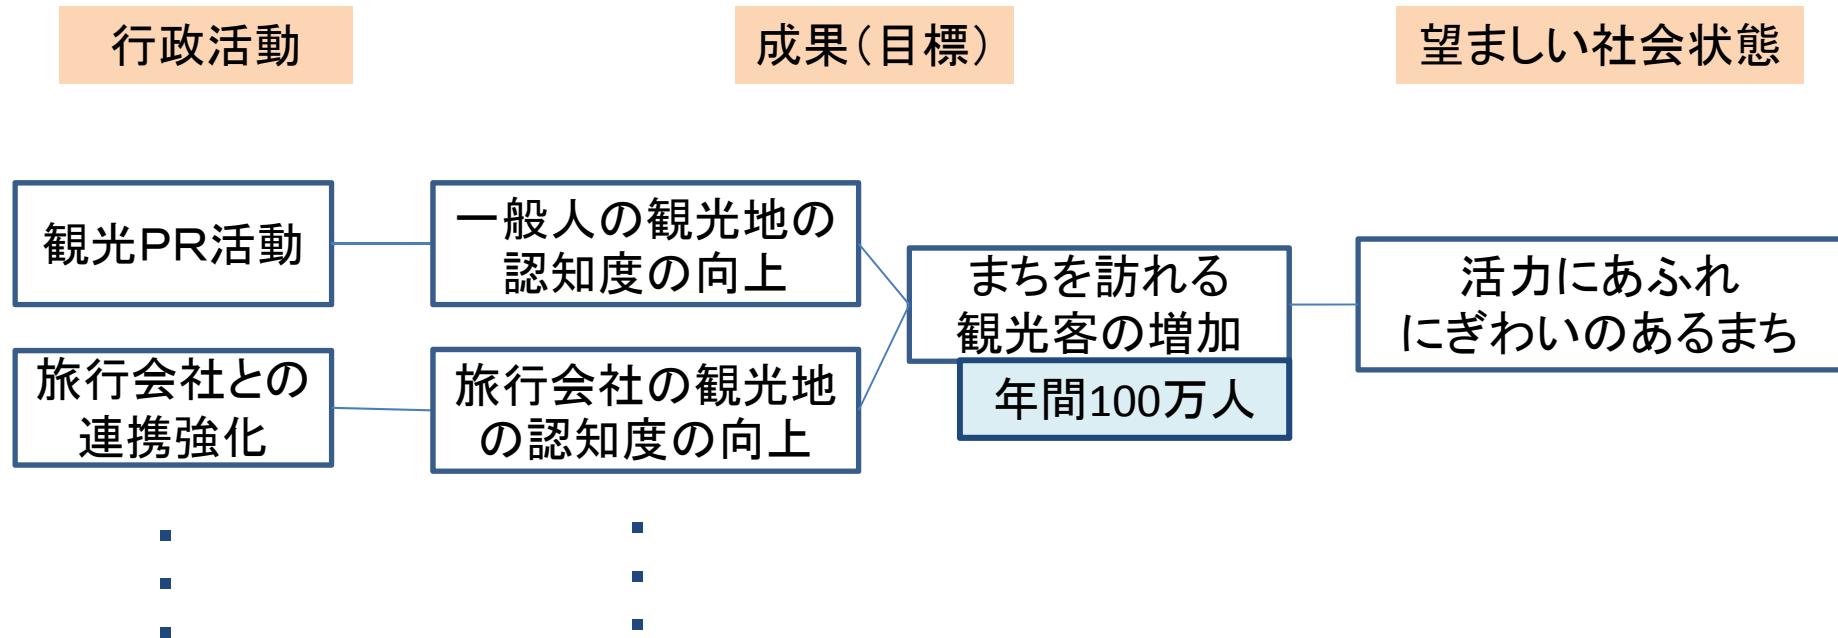 行政活動
成果（目標）
望ましい社会状態
観光PR活動
一般人の観光地の
認知度の向上
まちを訪れる
観光客の増加
年間100万人
活力にあふれ
にぎわいのあるまち
旅行会社との
連携強化
旅行会社の観光地
の認知度の向上